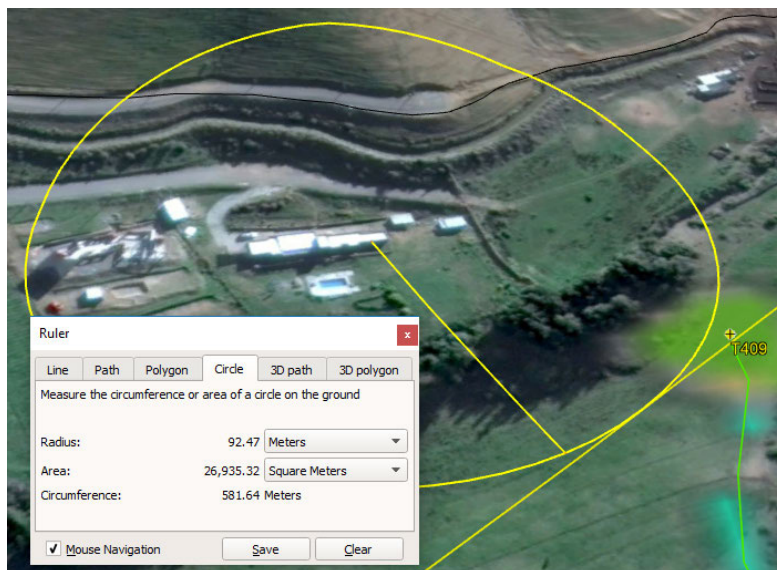 T409
Ruler
x
Line Path Polygon Circle 3D path 3D polygon
Measure the circumference or area of a circle on the ground
Radius: 92.47 Meters
Area: 26,935.32 Square Meters
Circumference: 581.64 Meters
Mouse Navigation Save Clear